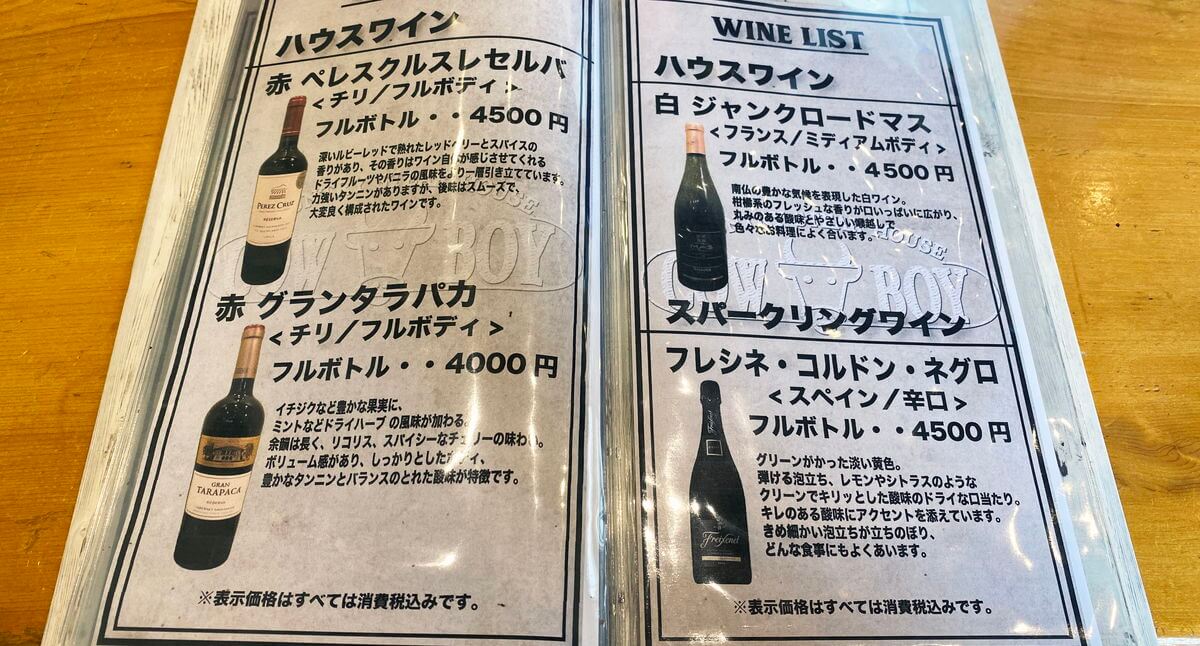 ハウスワイン
赤 ペレスクルスレセルバ
<チリ/フルボディ>
フルボトル・・4500円
深いルビーレッドで熟れたレッドベリーとスパイスの
香りがあり、その香りはワイン自体が感じさせてくれる
ドライフルーツやバニラの風味をより一層引き立てています。
力強いタンニンがありますが、後味はスムーズで、
大変良く構成されたワインです。
PEREZ CRUZ
RESERVA
HOUSE
COW BOY
赤 グランタラパカ
<チリ/フルボディ>
フルボトル・・4000円
イチジクなど豊かな果実に、
ミントなどドライハーブの風味が加わる。
余韻は長く、リコリス、スパイシーなチェリーの味わい。
ボリューム感があり、しっかりとしたボディ、
豊かなタンニンとバランスのとれた酸味が特徴です。
GRAN
TARAPACA
RESERVA
※表示価格はすべては消費税込みです。
WINE LIST
ハウスワイン
白 ジャンクロードマス
<フランス/ミディアムボディ>
フルボトル・・4500円
南仏の豊かな気候を表現した白ワイン。
柑橘系のフレッシュな香りが口いっぱいに広がり、
丸みのある酸味とやさしい喉越しで
色々なお料理によく合います。
HOUSE
COW BOY
スパークリングワイン
フレシネ・コルドン・ネグロ
<スペイン/辛口>
フルボトル・・4500円
グリーンがかった淡い黄色。
弾ける泡立ち、レモンやシトラスのような
クリーンでキリッとした酸味のドライな口当たり。
キレのある酸味にアクセントを添えています。
きめ細かい泡立ちが立ちのぼり、
どんな食事にもよくあいます。
Freixenet
※表示価格はすべては消費税込みです。